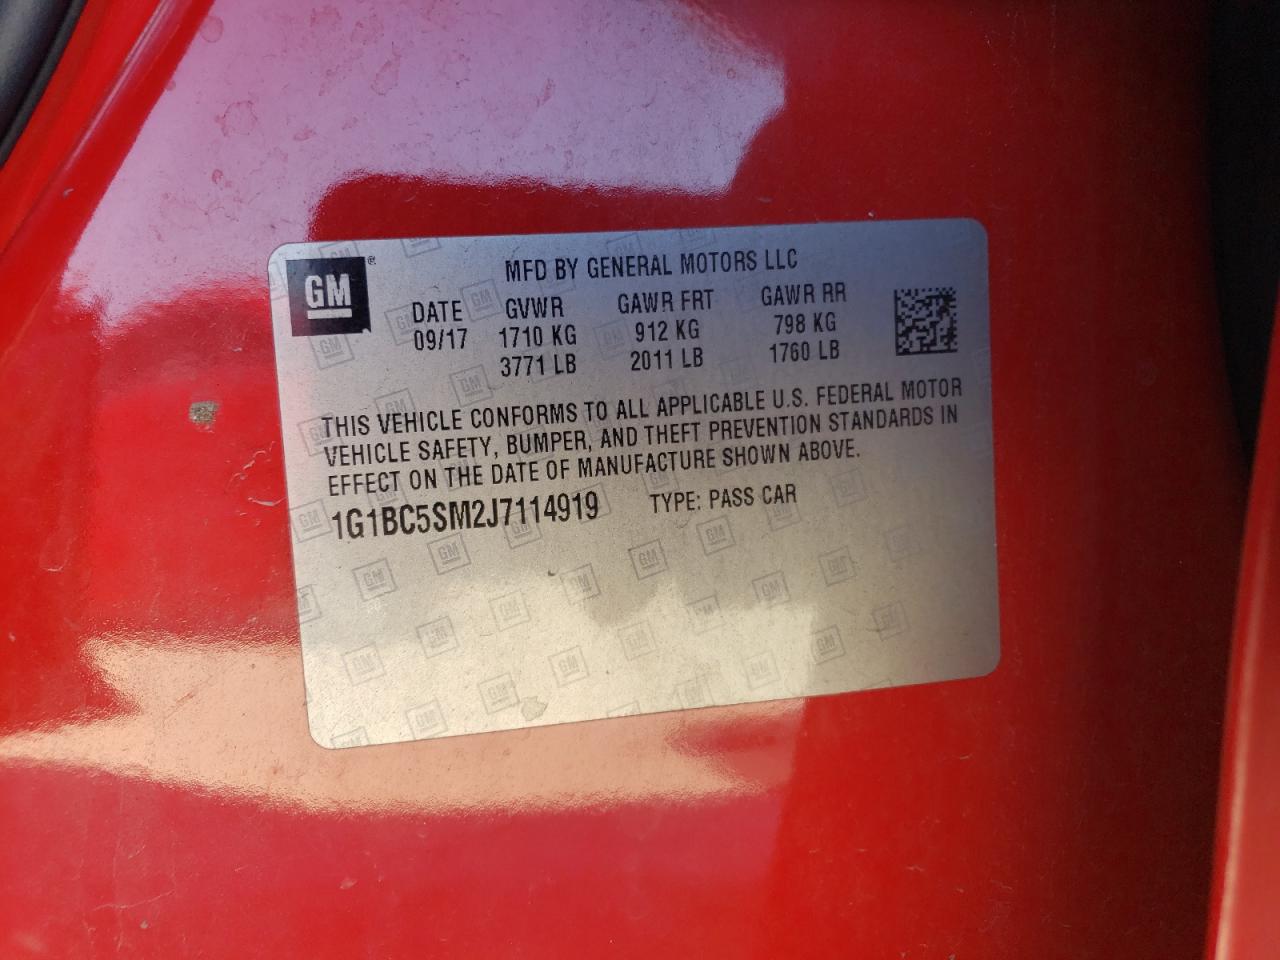 GM ®
MFD BY GENERAL MOTORS LLC
DATE GVWR GAWR FRT GAWR RR
09/17 1710 KG 912 KG 798 KG
3771 LB 2011 LB 1760 LB
THIS VEHICLE CONFORMS TO ALL APPLICABLE U.S. FEDERAL MOTOR
VEHICLE SAFETY, BUMPER, AND THEFT PREVENTION STANDARDS IN
EFFECT ON THE DATE OF MANUFACTURE SHOWN ABOVE.
1G1BC5SM2J7114919 TYPE: PASS CAR